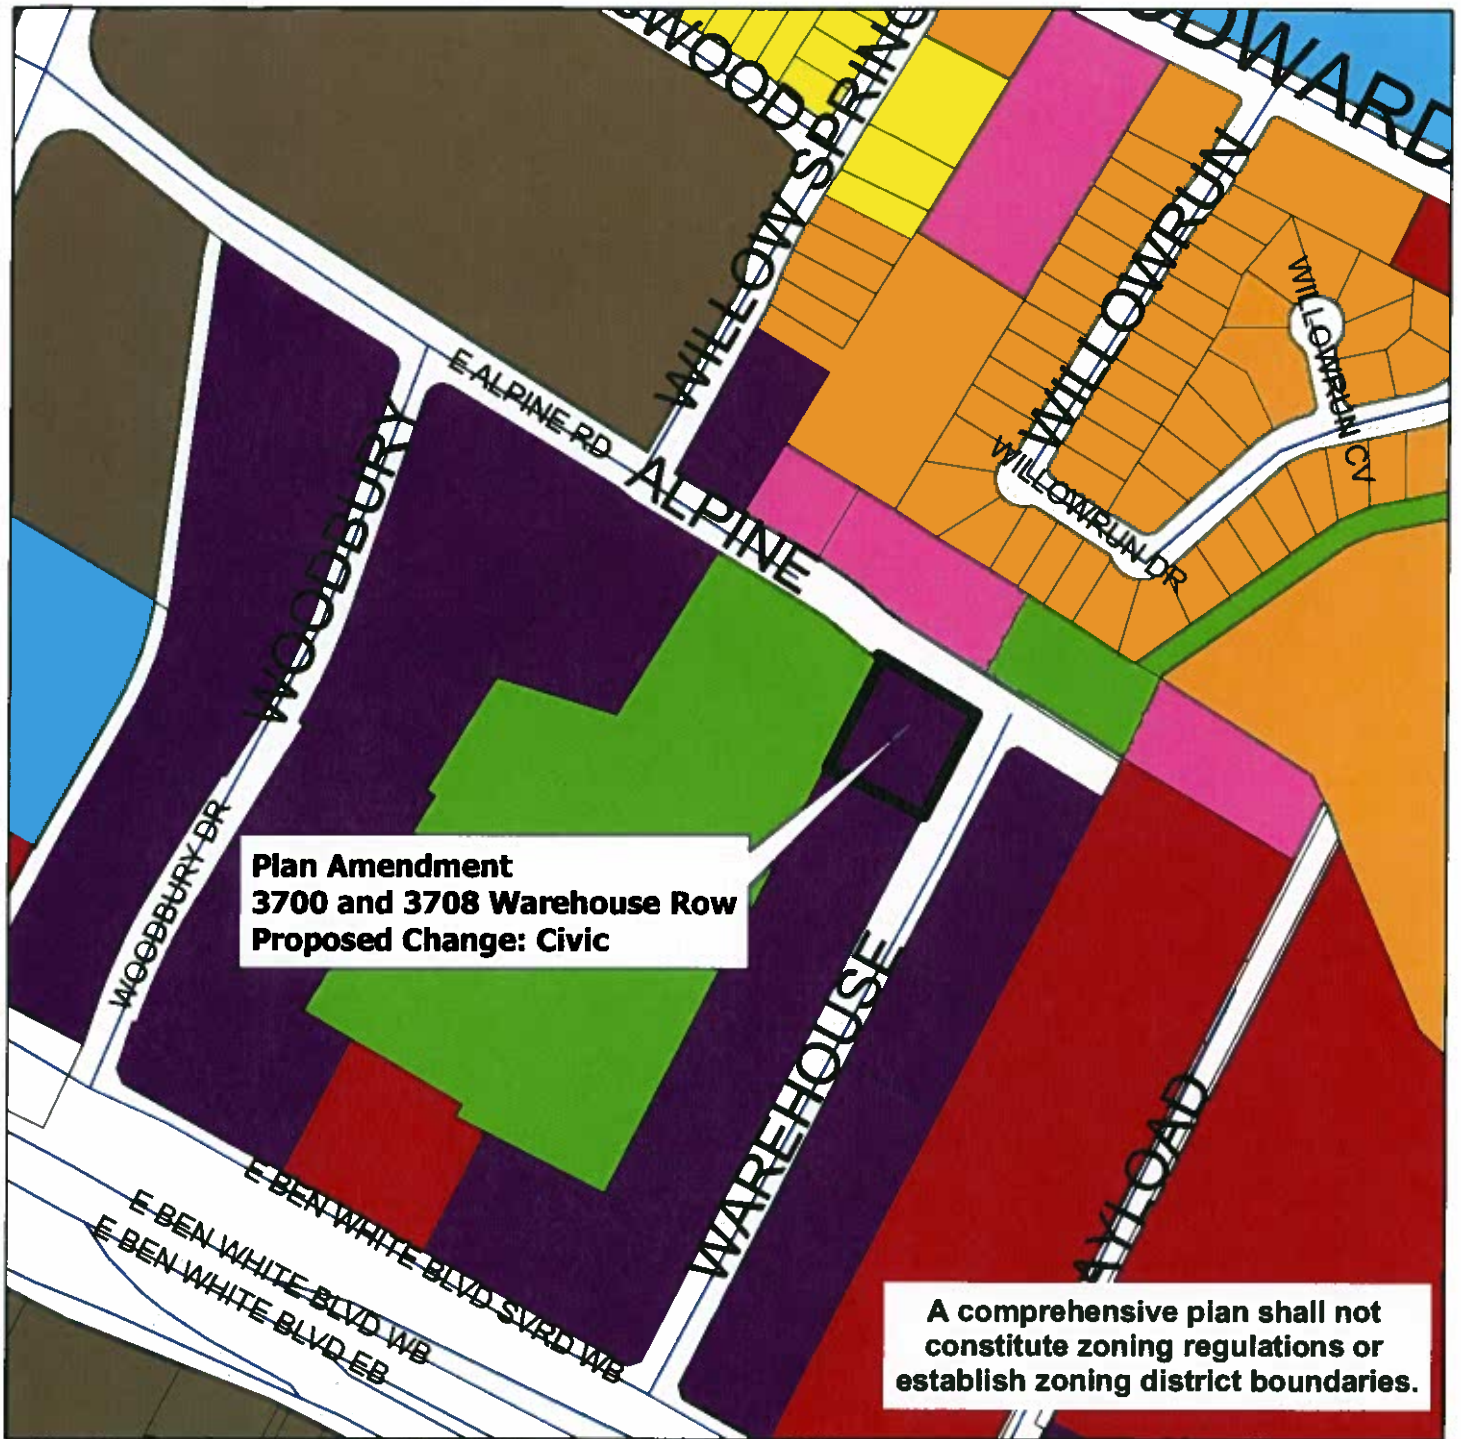 WILLOW SPRING
WILLOWRUN
WILLOWRUN CV
E ALPINE RD
ALPINE
WILLOWRUN DR
WOODBURY
WOODBURY DR
Plan Amendment
3700 and 3708 Warehouse Row
Proposed Change: Civic
WAREHOUSE
E BEN WHITE BLVD SVRD WB
E BEN WHITE BLVD WB
E BEN WHITE BLVD EB
A comprehensive plan shall not
constitute zoning regulations or
establish zoning district boundaries.